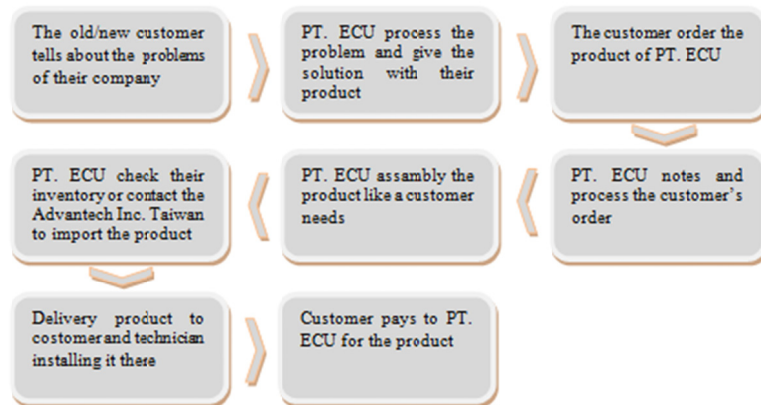 The old/new customer
tells about the problems
of their company
PT. ECU process the
problem and give the
solution with their
product
The customer order the
product of PT. ECU
PT. ECU notes and
process the customer's
order
PT. ECU assambly the
product like a customer
needs
PT. ECU check their
inventory or contact the
Advantech Inc. Taiwan
to import the product
Delivery product to
costomer and technician
installing it there
Customer pays to PT.
ECU for the product